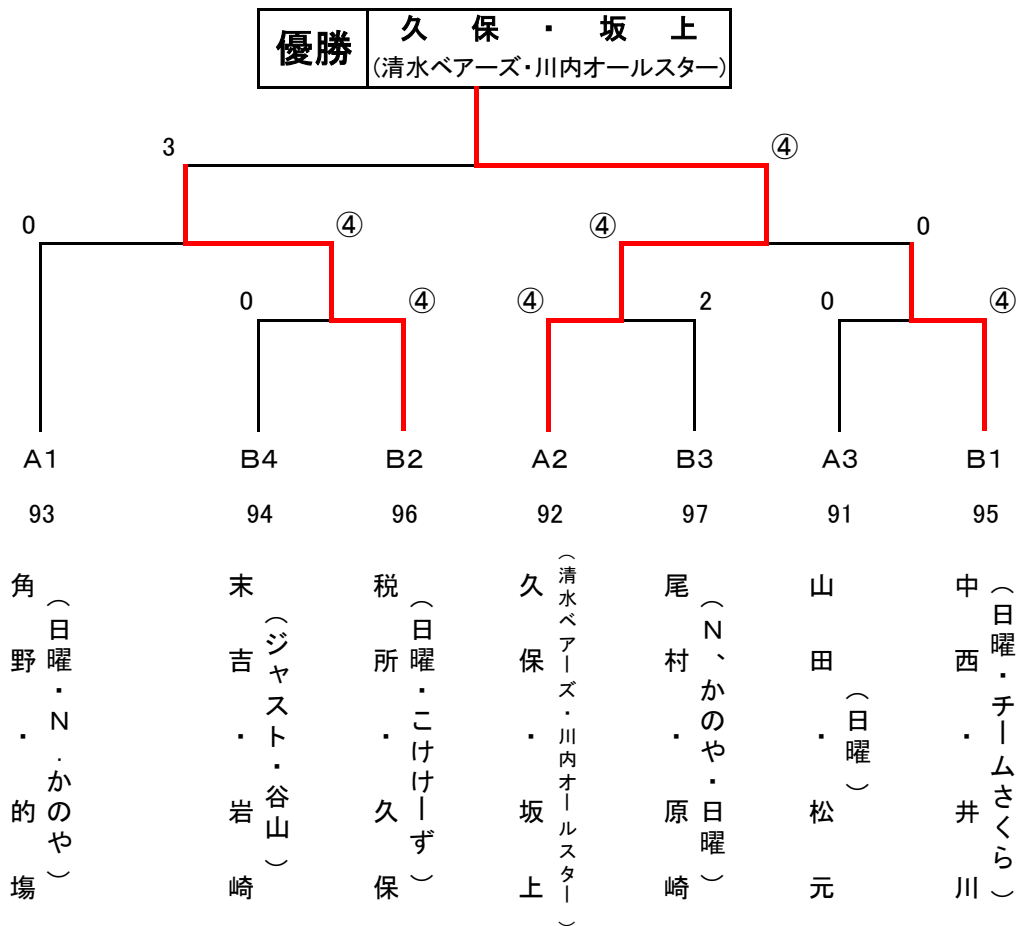 優勝
久保・坂上
(清水ベアーズ・川内オールスター)
3
④
0
④
④
0
0
④
④
2
0
④
A1
B4
B2
A2
B3
A3
B1
93
94
96
92
97
91
95
角野・的場
(日曜・N.かのや)
末吉・岩崎
(ジャスト・谷山)
税所・久保
(日曜・こけけーず)
久保・坂上
(清水ベアーズ・川内オールスター)
尾村・原崎
(N、かのや・日曜)
山田・松元
(日曜)
中西・井川
(日曜・チームさくら)